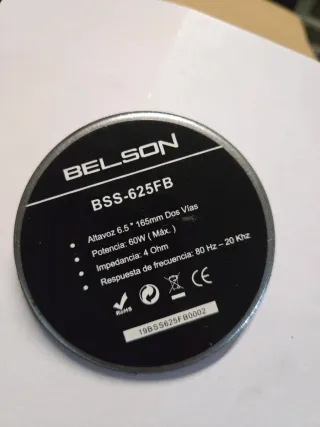 BELSON
BSS-625FB
• Altavoz 6.5 " 165mm Dos Vías
• Potencia: 60W ( Máx. )
• Impedancia: 4 Ohm
• Respuesta de frecuencia: 80 Hz – 20 Khz
RoHS
CE
19BSS625FB0002